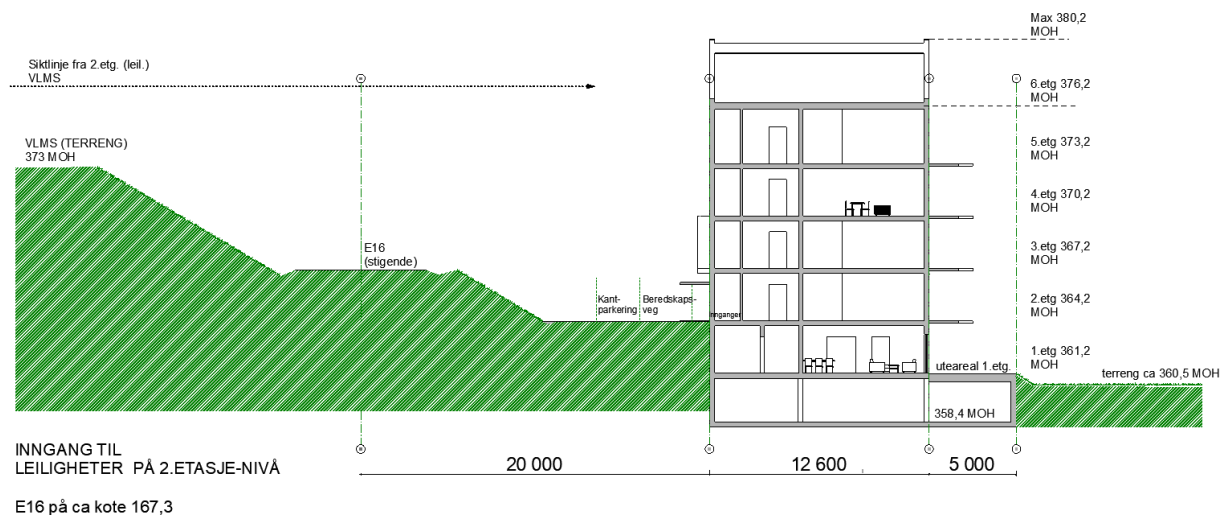 Max 380,2
MOH
Siktlinje fra 2.etg. (leil.)
VLMS
6.etg 376,2
MOH
VLMS (TERRENG)
373 MOH
5.etg 373,2
MOH
4.etg 370,2
MOH
E16
(stigende)
3.etg 367,2
MOH
Kant-
parkering
Beredskaps-
veg
Innganger
2.etg 364,2
MOH
1.etg 361,2
MOH
uteareal 1.etg.
terreng ca 360,5 MOH
358,4 MOH
INNGANG TIL
LEILIGHETER PÅ 2.ETASJE-NIVÅ
20 000
12 600
5 000
E16 på ca kote 167,3